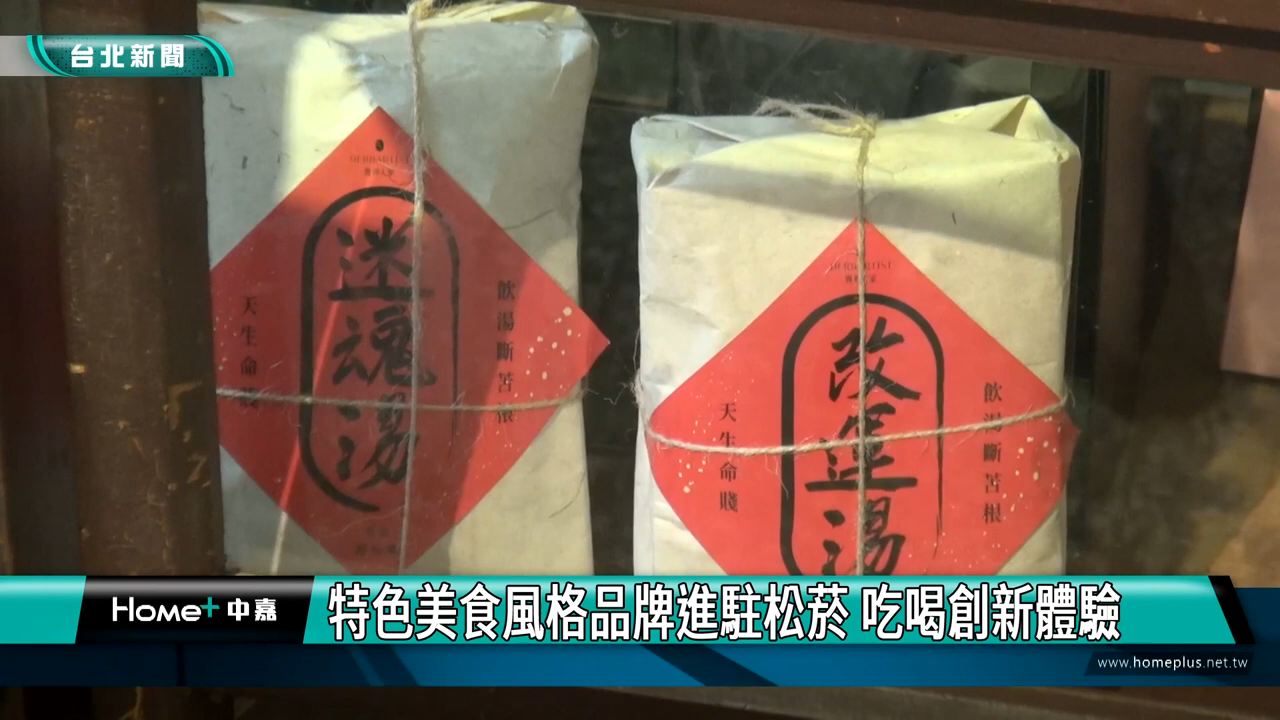 台北新聞
迷魂湯
飲湯斷苦根
天生命賤
改運湯
飲湯斷苦根
天生命賤
Home+ 中嘉
特色美食風格品牌進駐松菸 吃喝創新體驗
www.homeplus.net.tw